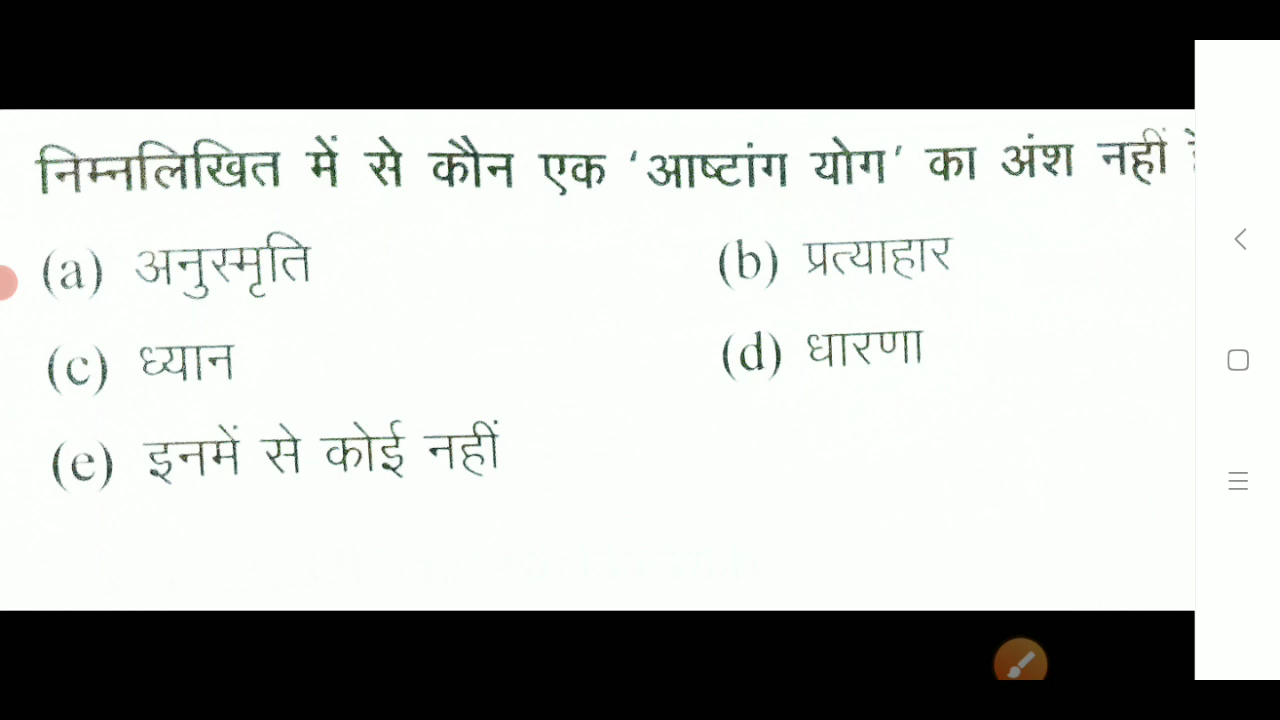 निम्नलिखित में से कौन एक ‘आष्टांग योग’ का अंश नहीं
(a) अनुस्मृति (b) प्रत्याहार
(c) ध्यान (d) धारणा
(e) इनमें से कोई नहीं